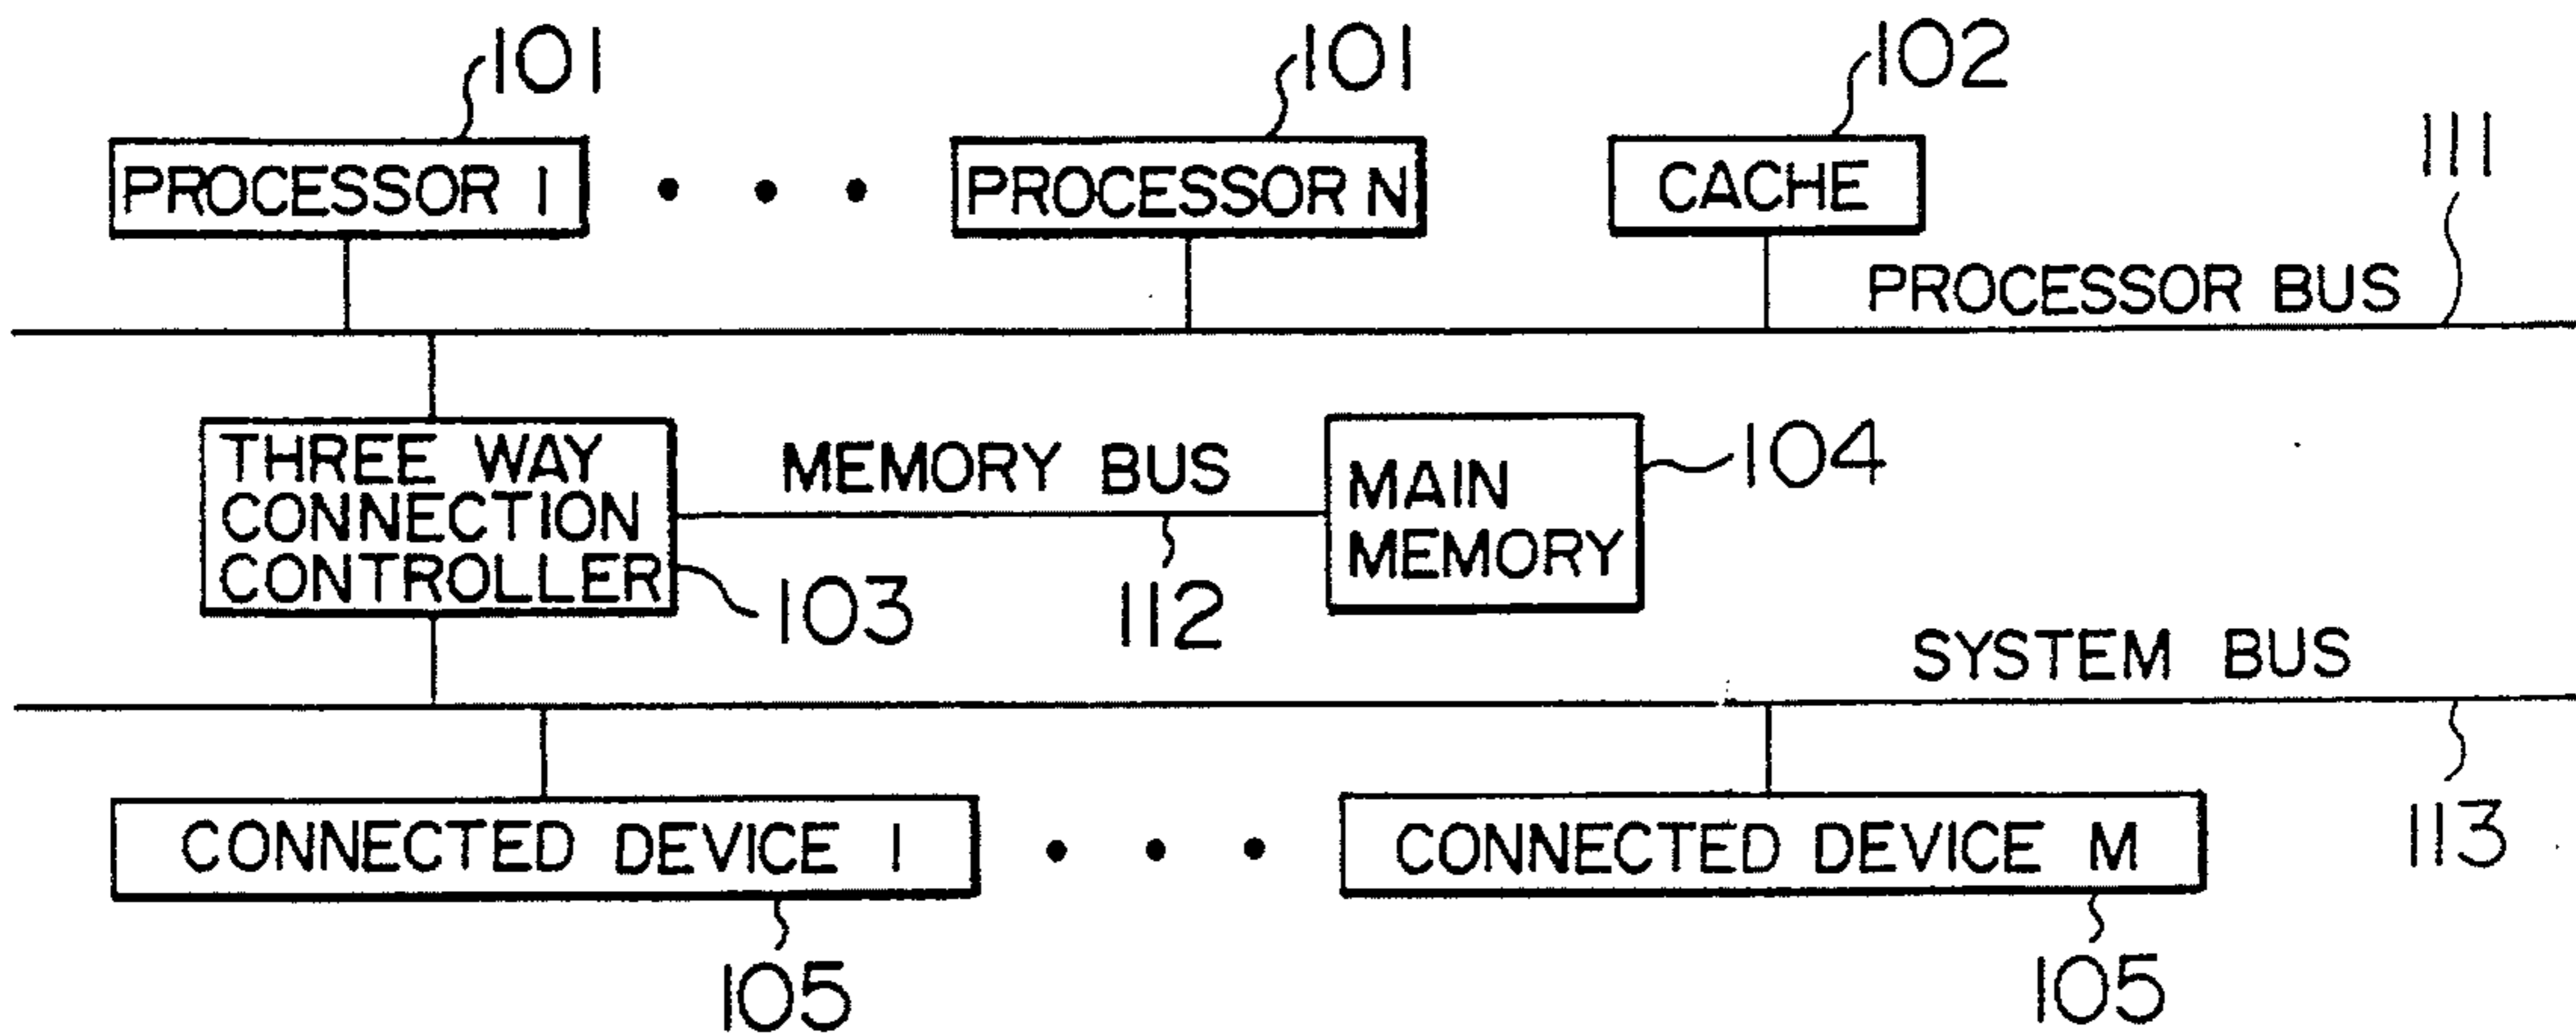 101
101
102
111
PROCESSOR 1
PROCESSOR N
CACHE
PROCESSOR BUS
THREE WAY
CONNECTION
CONTROLLER
103
MEMORY BUS
112
MAIN
MEMORY
104
SYSTEM BUS
113
CONNECTED DEVICE 1
CONNECTED DEVICE M
105
105